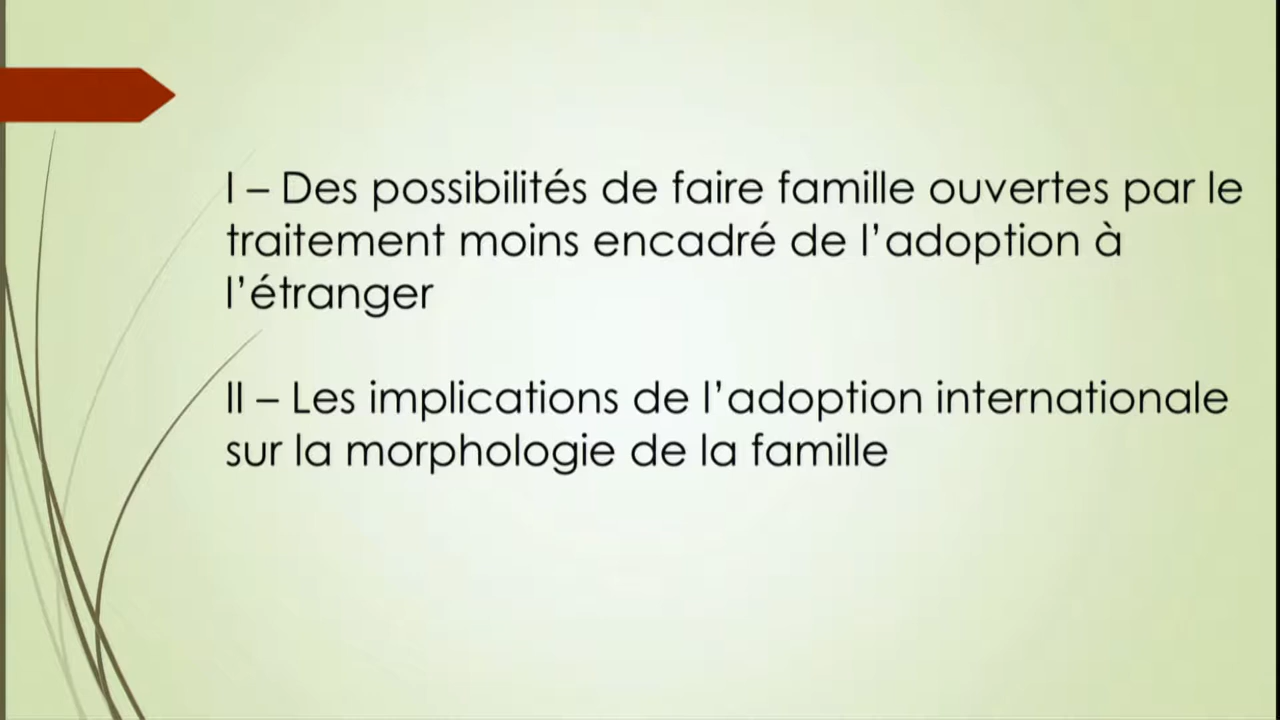 I – Des possibilités de faire famille ouvertes par le
traitement moins encadré de l’adoption à
l’étranger
II – Les implications de l’adoption internationale
sur la morphologie de la famille